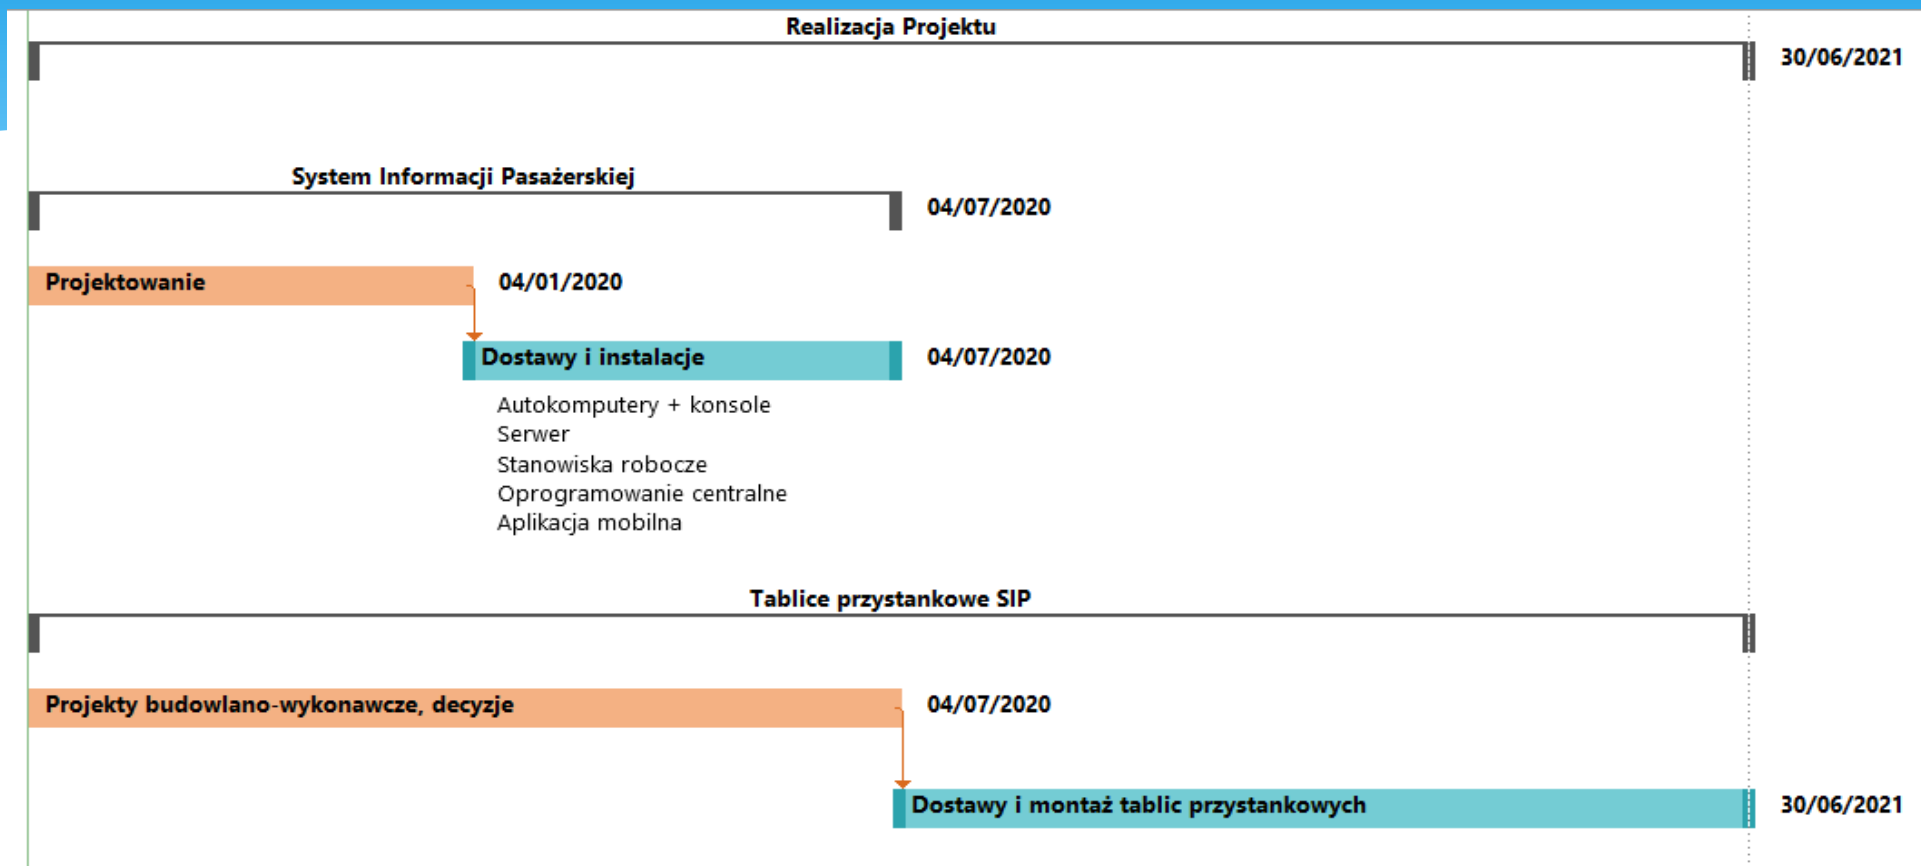 Realizacja Projektu
30/06/2021
System Informacji Pasażerskiej
04/07/2020
Projektowanie
04/01/2020
Dostawy i instalacje
04/07/2020
Autokomputery + konsole
Serwer
Stanowiska robocze
Oprogramowanie centralne
Aplikacja mobilna
Tablice przystankowe SIP
Projekty budowlano-wykonawcze, decyzje
04/07/2020
Dostawy i montaż tablic przystankowych
30/06/2021